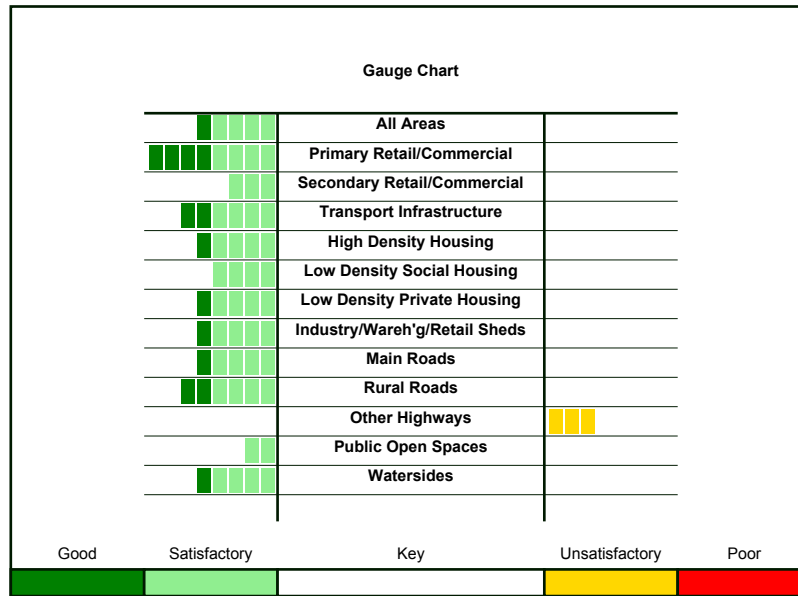 Gauge Chart
All Areas
Primary Retail/Commercial
Secondary Retail/Commercial
Transport Infrastructure
High Density Housing
Low Density Social Housing
Low Density Private Housing
Industry/Wareh'g/Retail Sheds
Main Roads
Rural Roads
Other Highways
Public Open Spaces
Watersides
Good Satisfactory Key Unsatisfactory Poor